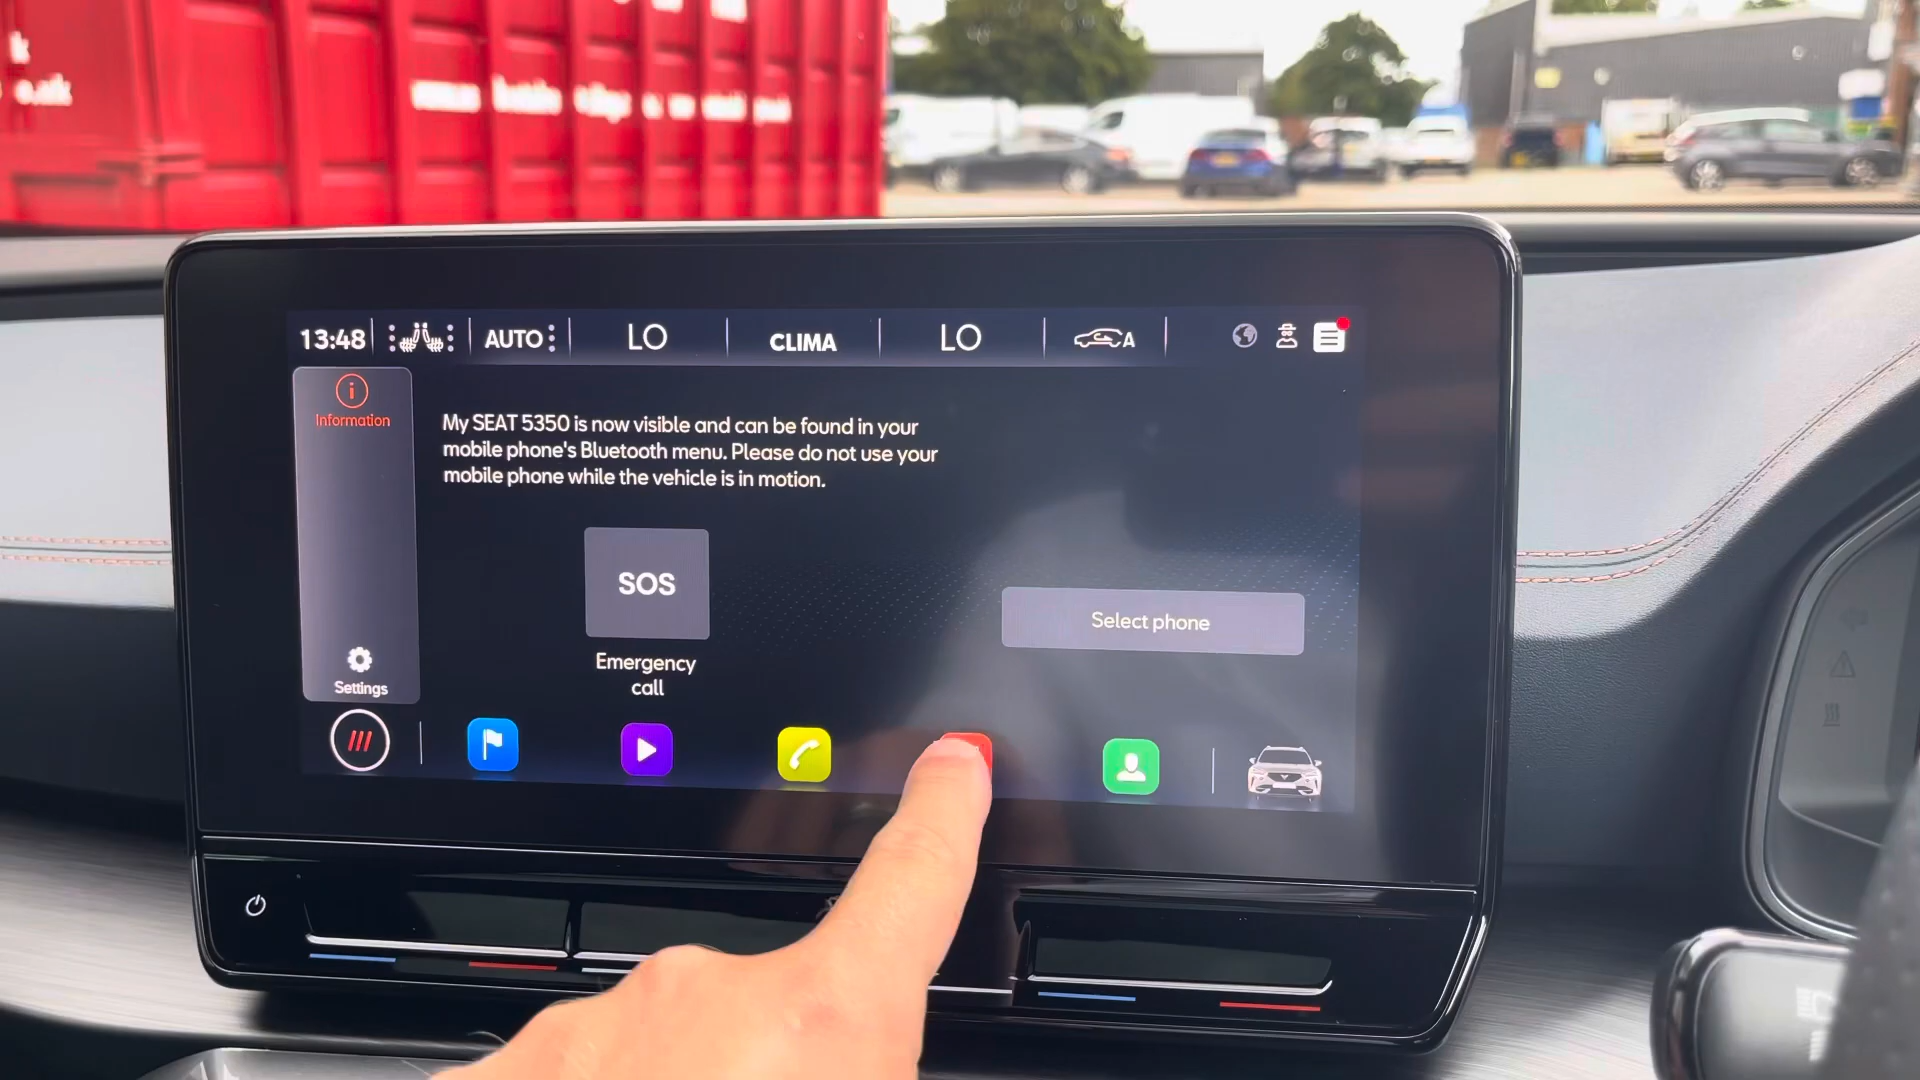 13:48
AUTO
LO
CLIMA
LO
A
Information
My SEAT 5350 is now visible and can be found in your
mobile phone's Bluetooth menu. Please do not use your
mobile phone while the vehicle is in motion.
SOS
Emergency
call
Select phone
Settings